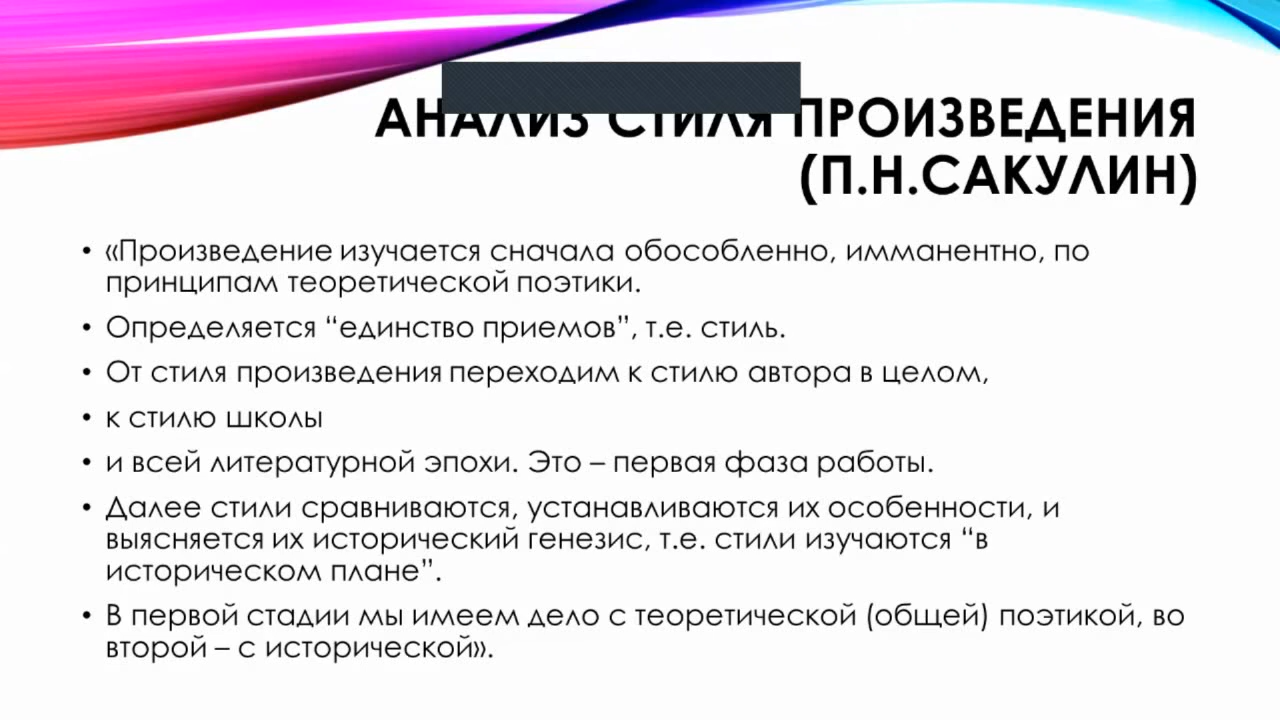 АНАЛИЗ СТИЛЯ ПРОИЗВЕДЕНИЯ
(П.Н.САКУЛИН)
• «Произведение изучается сначала обособленно, имманентно, по
принципам теоретической поэтики.
• Определяется “единство приемов”, т.е. стиль.
• От стиля произведения переходим к стилю автора в целом,
• к стилю школы
• и всей литературной эпохи. Это – первая фаза работы.
• Далее стили сравниваются, устанавливаются их особенности, и
выясняется их исторический генезис, т.е. стили изучаются “в
историческом плане”.
• В первой стадии мы имеем дело с теоретической (общей) поэтикой, во
второй – с исторической».